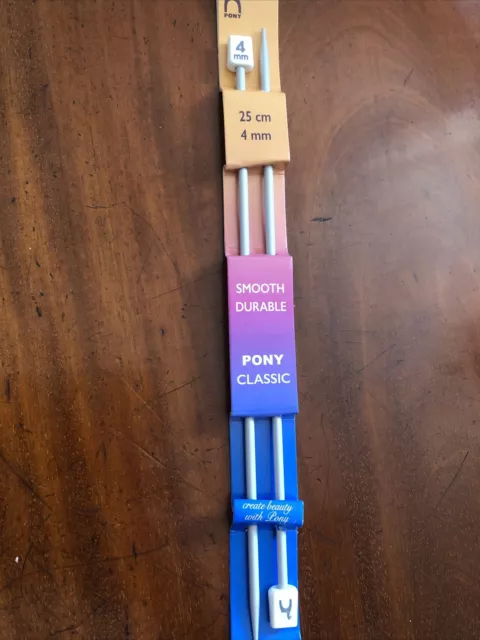 PONY
4
mm
25 cm
4 mm
SMOOTH
DURABLE
PONY
CLASSIC
create beauty
with Pony
4